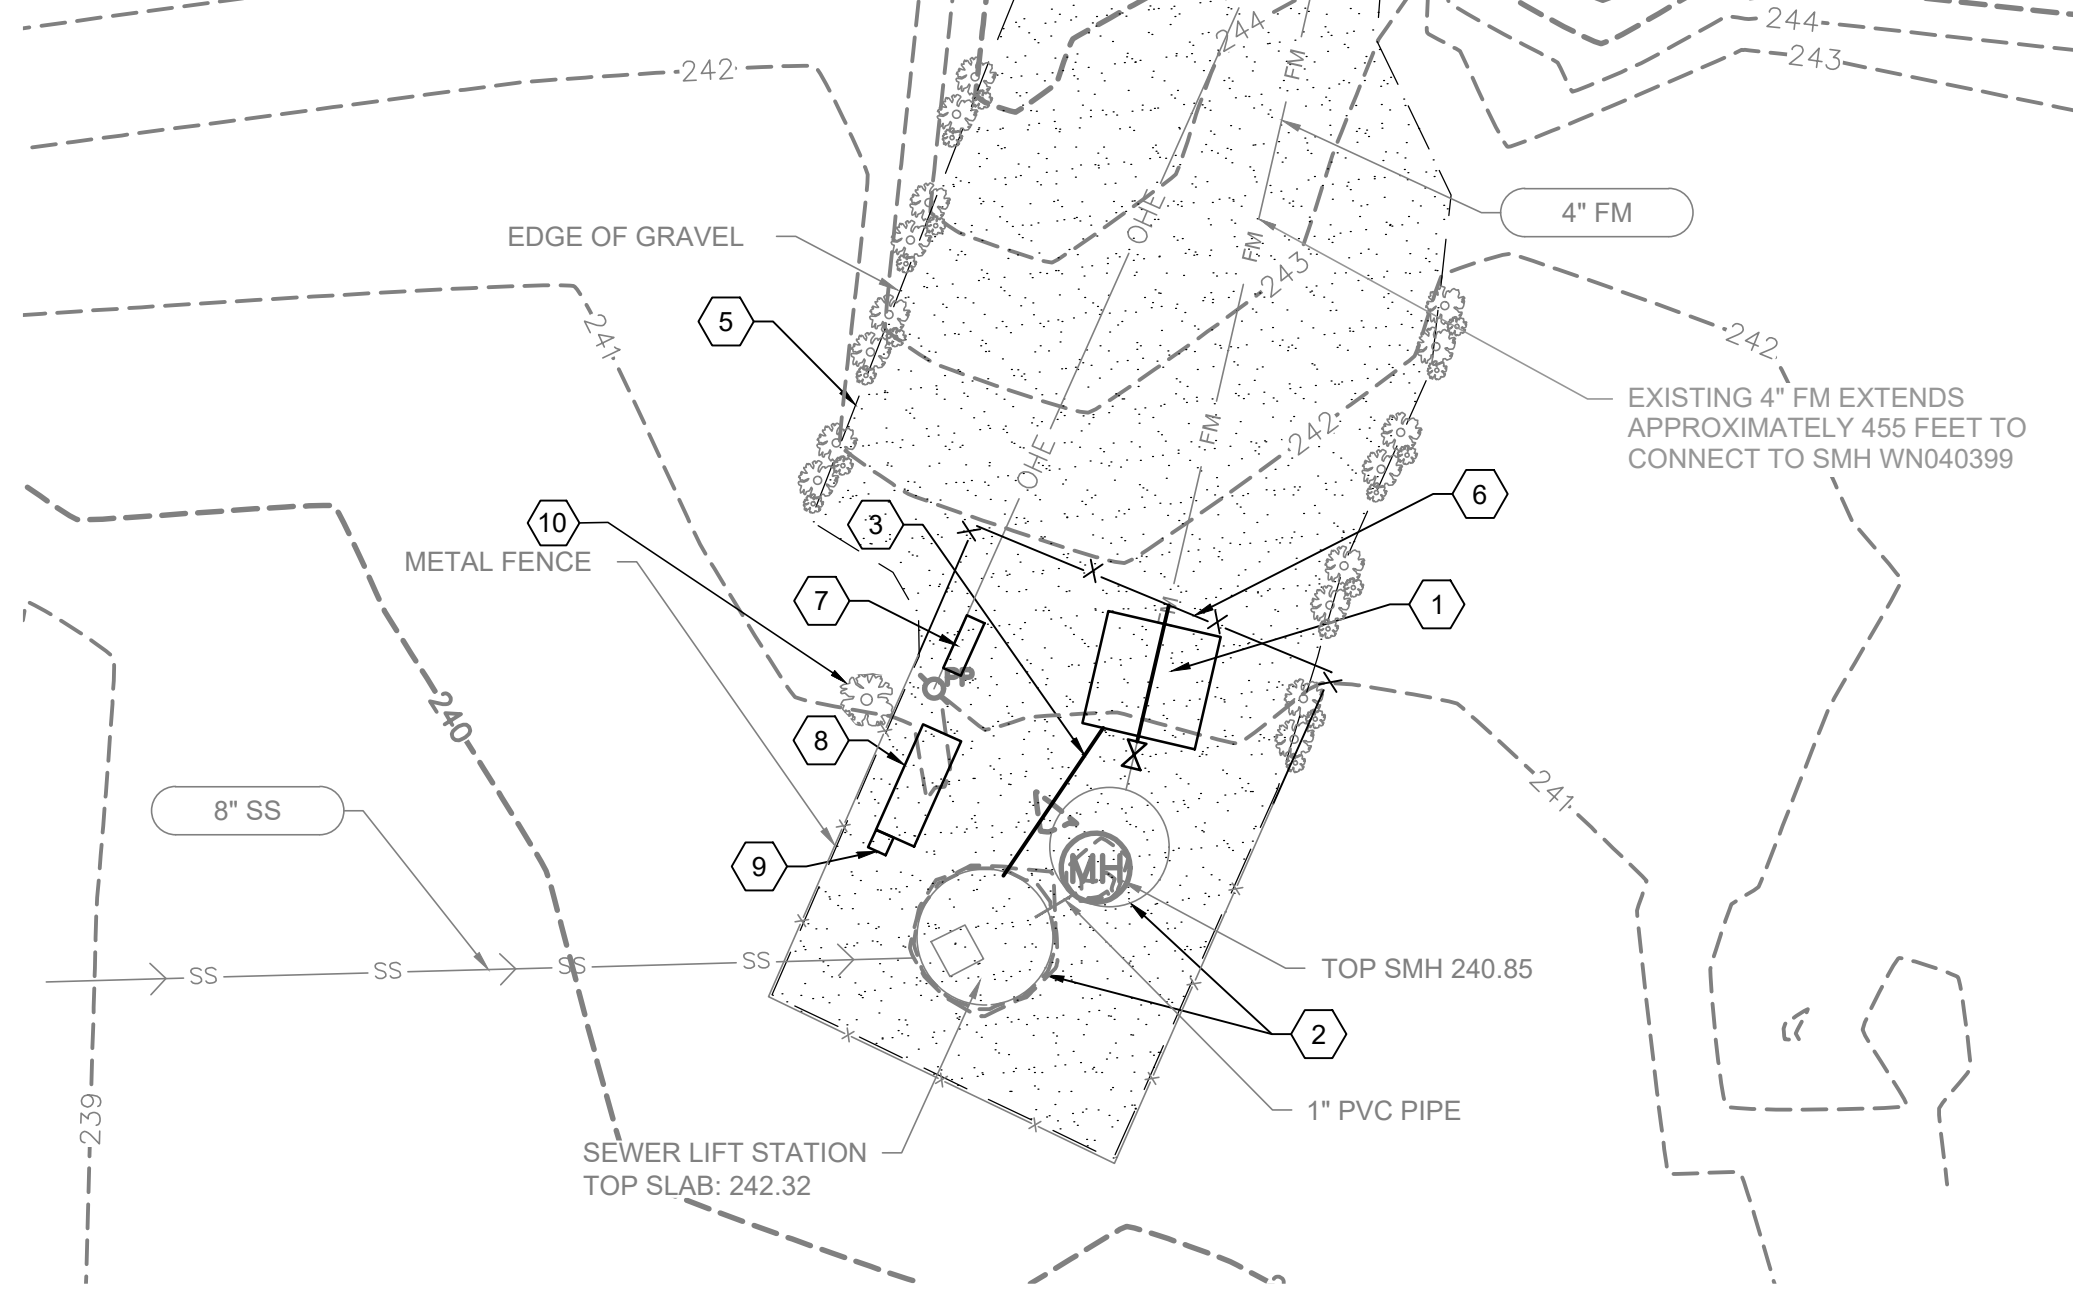 244
243
242
244
FM
4" FM
OHE
EDGE OF GRAVEL
FM
243
5
241
242
EXISTING 4" FM EXTENDS
APPROXIMATELY 455 FEET TO
CONNECT TO SMH WN040399
FM
242
OHE
6
10
3
METAL FENCE
7
1
PP
240
8
241
8" SS
9
MH
SS
SS
SS
SS
TOP SMH 240.85
2
239
1" PVC PIPE
SEWER LIFT STATION
TOP SLAB: 242.32